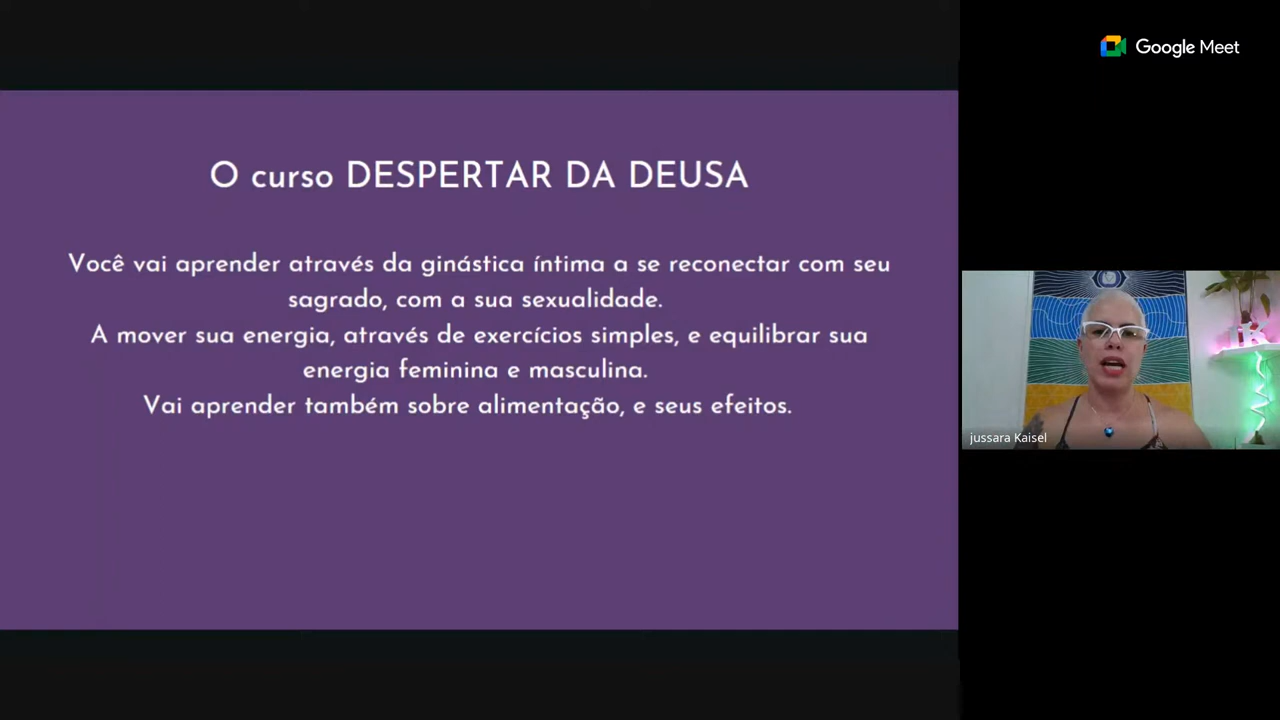 Google Meet
O curso DESPERTAR DA DEUSA
Você vai aprender através da ginástica íntima a se reconectar com seu
sagrado, com a sua sexualidade.
A mover sua energia, através de exercícios simples, e equilibrar sua
energia feminina e masculina.
Vai aprender também sobre alimentação, e seus efeitos.
jussara Kaisel